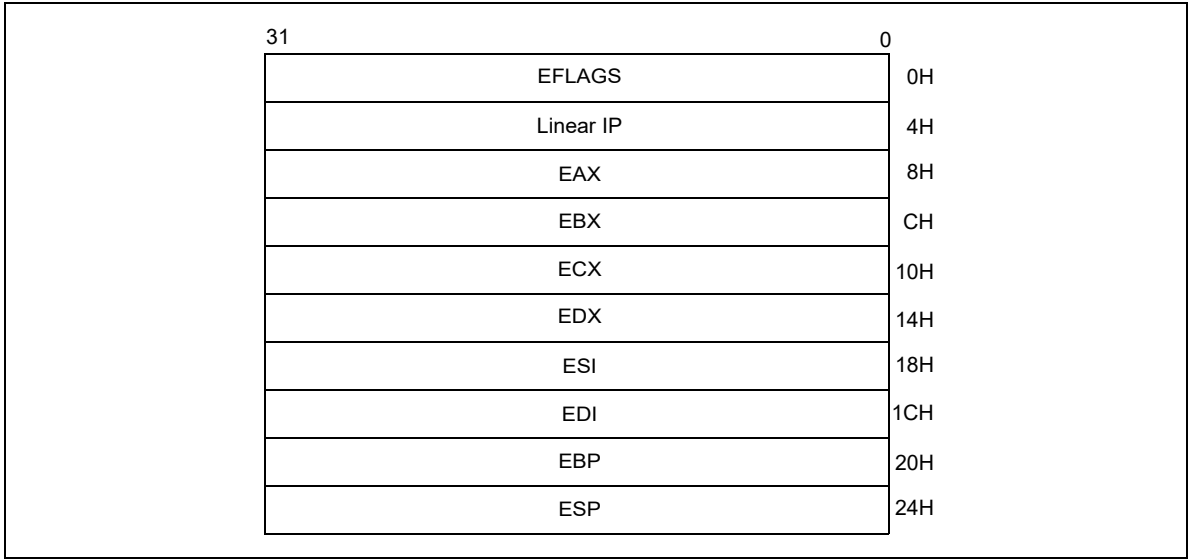 31 0
EFLAGS 0H
Linear IP 4H
EAX 8H
EBX CH
ECX 10H
EDX 14H
ESI 18H
EDI 1CH
EBP 20H
ESP 24H